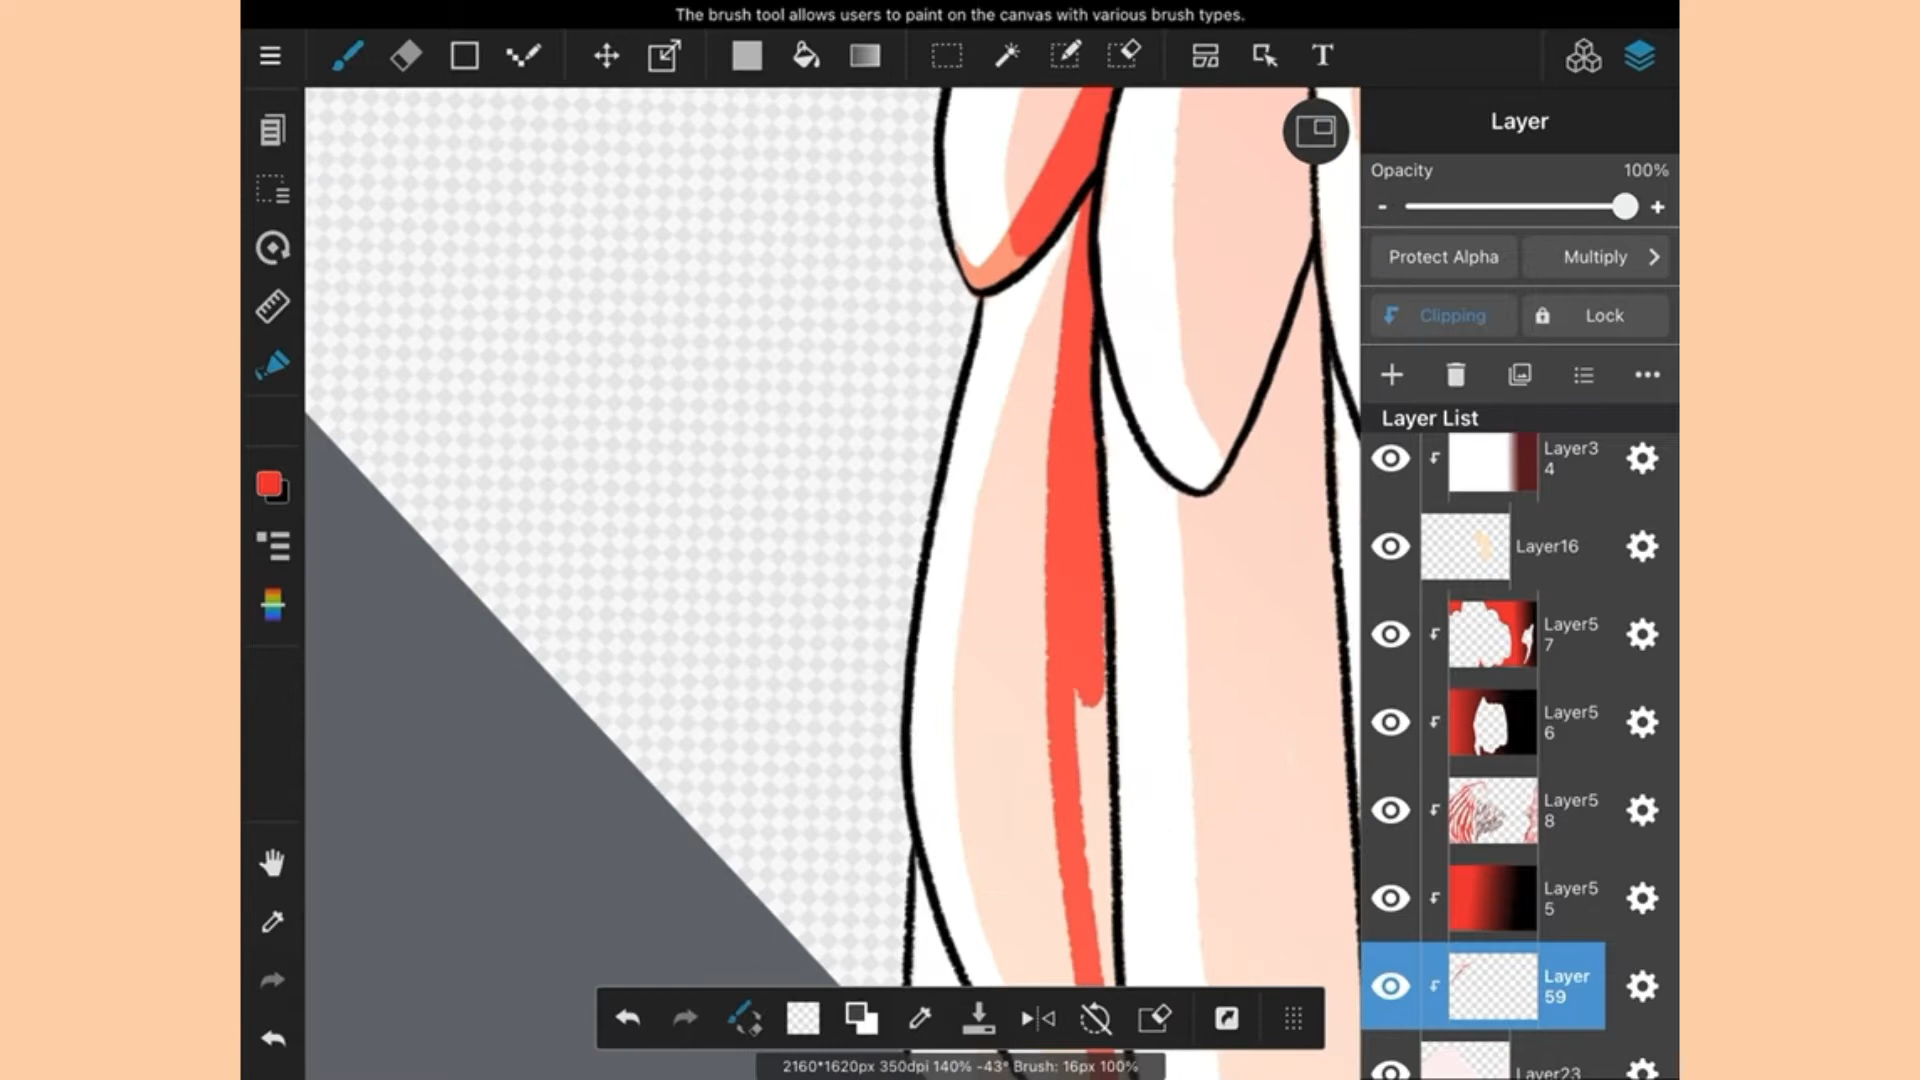 The brush tool allows users to paint on the canvas with various brush types.
T
Layer
Opacity 100%
- +
Protect Alpha Multiply
Clipping Lock
Layer List
Layer3
4
Layer16
Layer5
7
Layer5
6
Layer5
8
Layer5
5
Layer
59
Layer23
2160*1620px 350dpi 140% -43° Brush: 16px 100%